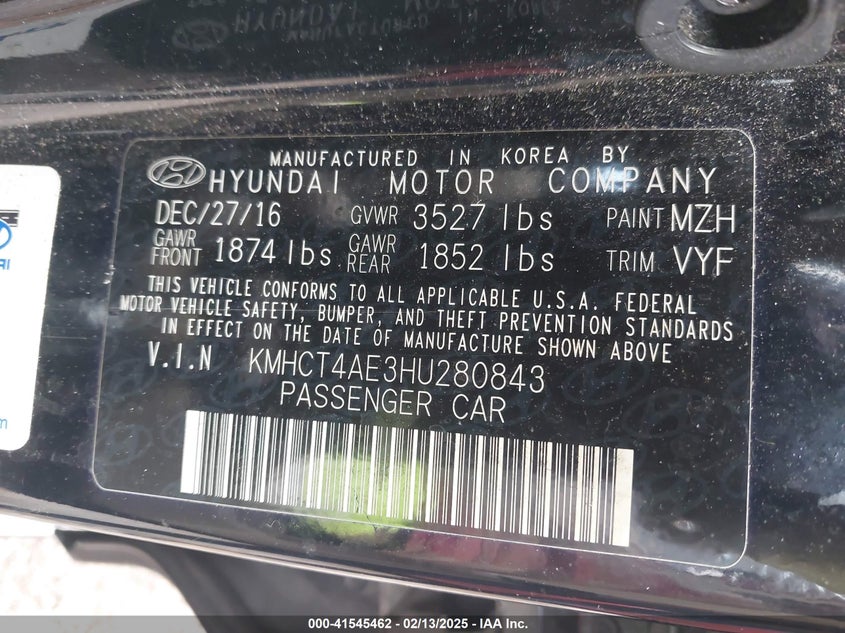 MANUFACTURED IN KOREA BY
HYUNDAI MOTOR COMPANY
DEC/27/16 GVWR 3527 lbs PAINT MZH
GAWR FRONT 1874 lbs GAWR REAR 1852 lbs TRIM VYF
THIS VEHICLE CONFORMS TO ALL APPLICABLE U.S.A. FEDERAL
MOTOR VEHICLE SAFETY, BUMPER, AND THEFT PREVENTION STANDARDS
IN EFFECT ON THE DATE OF MANUFACTURE SHOWN ABOVE
V.I.N KMHCT4AE3HU280843
PASSENGER CAR
000-41545462 - 02/13/2025 - IAA Inc.